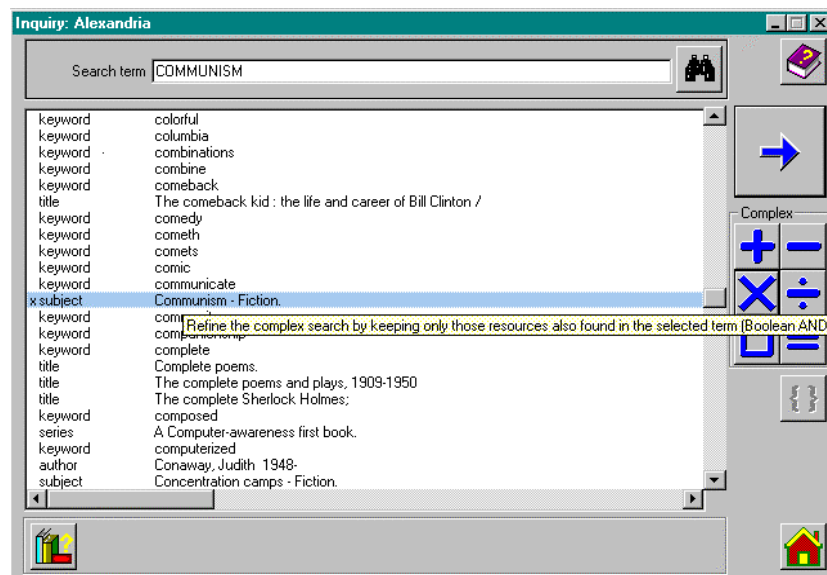 Inquiry: Alexandria
Search term COMMUNISM
keyword colorful
keyword columbia
keyword combinations
keyword combine
keyword comeback
title The comeback kid : the life and career of Bill Clinton /
keyword comedy
keyword cometh
keyword comets
keyword comic
keyword communicate
x subject Communism - Fiction.
keyword
Refine the complex search by keeping only those resources also found in the selected term (Boolean AND
keyword
keyword complete
title Complete poems.
title The complete poems and plays, 1909-1950
title The complete Sherlock Holmes;
keyword composed
series A Computer-awareness first book.
keyword computerized
author Conaway, Judith 1948-
subject Concentration camps - Fiction.
Complex